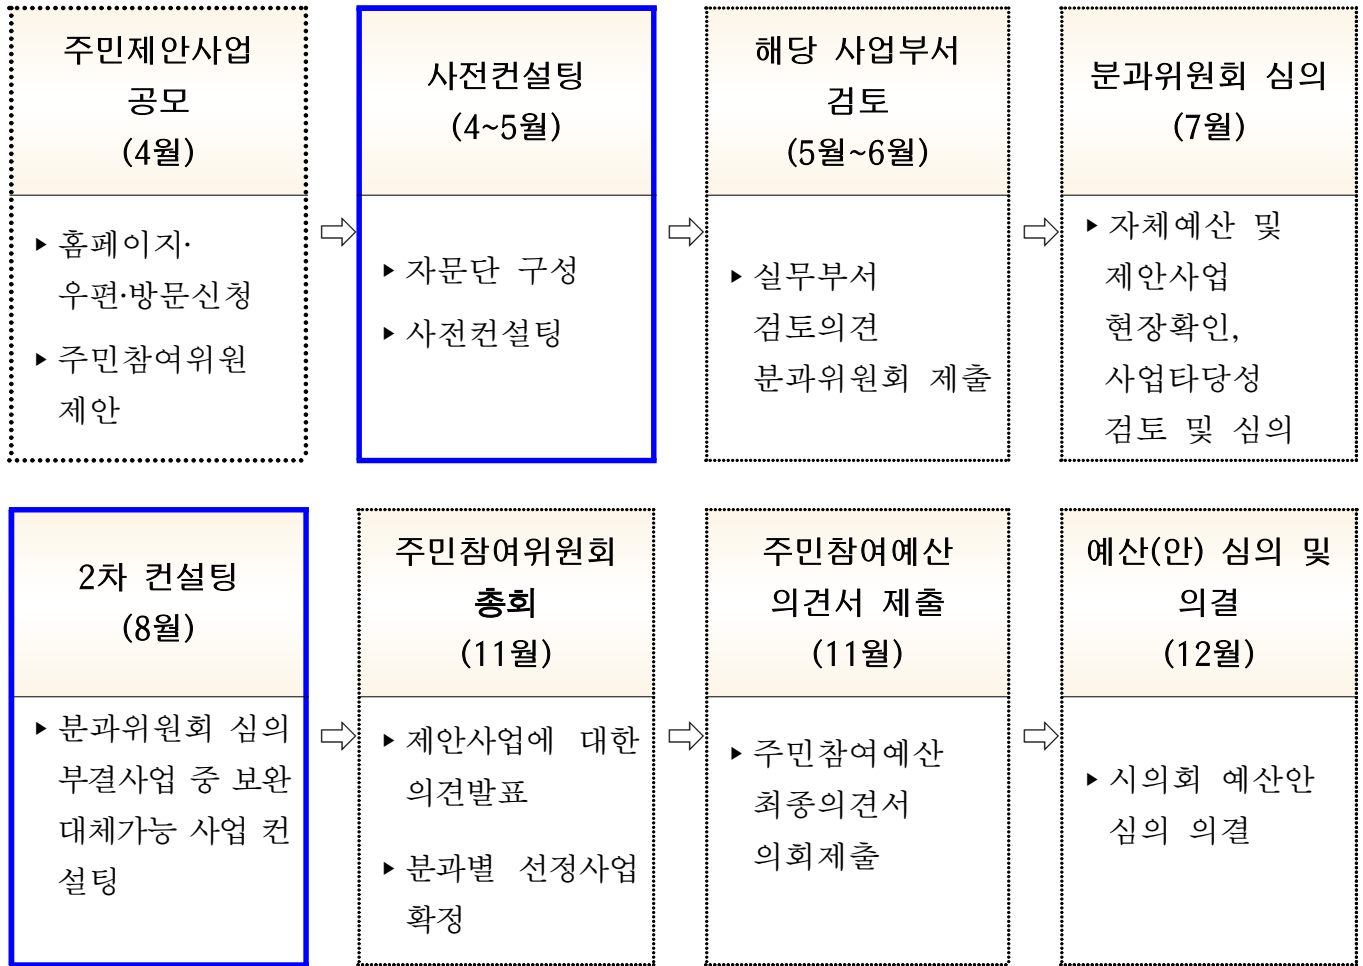 주민제안사업
공모
(4월)
▸ 홈페이지·
우편·방문신청
▸ 주민참여위원
제안
⇨
사전컨설팅
(4~5월)
▸ 자문단 구성
▸ 사전컨설팅
⇨
해당 사업부서
검토
(5월~6월)
▸ 실무부서
검토의견
분과위원회 제출
⇨
분과위원회 심의
(7월)
▸ 자체예산 및
제안사업
현장확인,
사업타당성
검토 및 심의
2차 컨설팅
(8월)
▸ 분과위원회 심의
부결사업 중 보완
대체가능 사업 컨
설팅
⇨
주민참여위원회
총회
(11월)
▸ 제안사업에 대한
의견발표
▸ 분과별 선정사업
확정
⇨
주민참여예산
의견서 제출
(11월)
▸ 주민참여예산
최종의견서
의회제출
⇨
예산(안) 심의 및
의결
(12월)
▸ 시의회 예산안
심의 의결